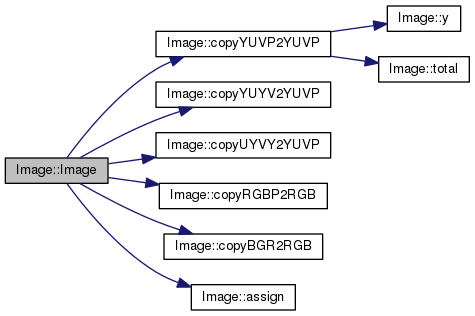 Image::y
Image::copyYUVP2YUVP
Image::total
Image::copyYUYV2YUVP
Image::copyUYVY2YUVP
Image::Image
Image::copyRGBP2RGB
Image::copyBGR2RGB
Image::assign